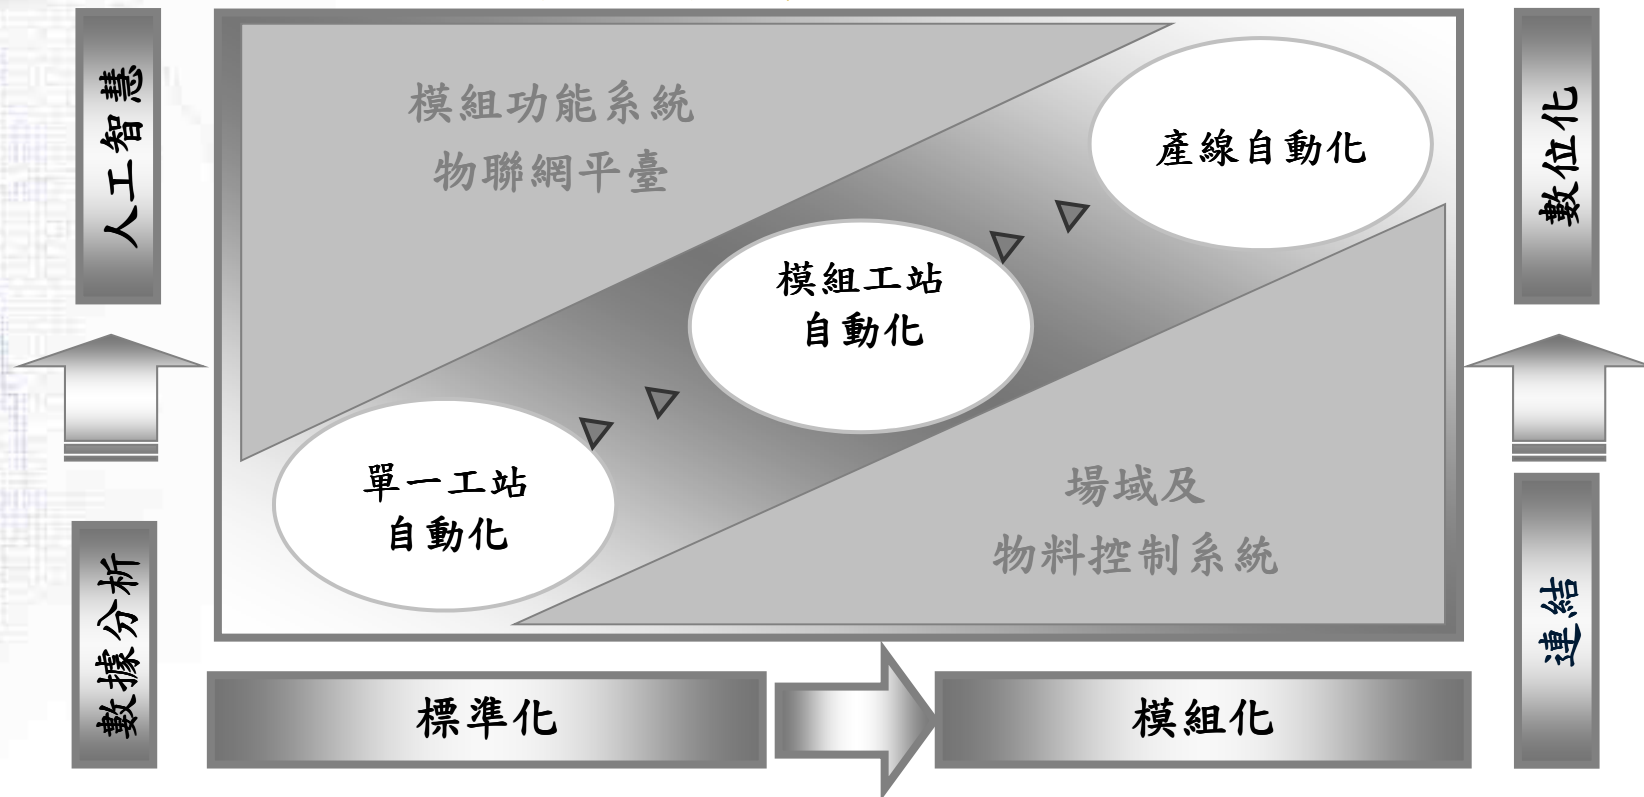 人工智慧
數據分析
模組功能系統
物聯網平臺
產線自動化
模組工站
自動化
單一工站
自動化
場域及
物料控制系統
數位化
連結
標準化
模組化